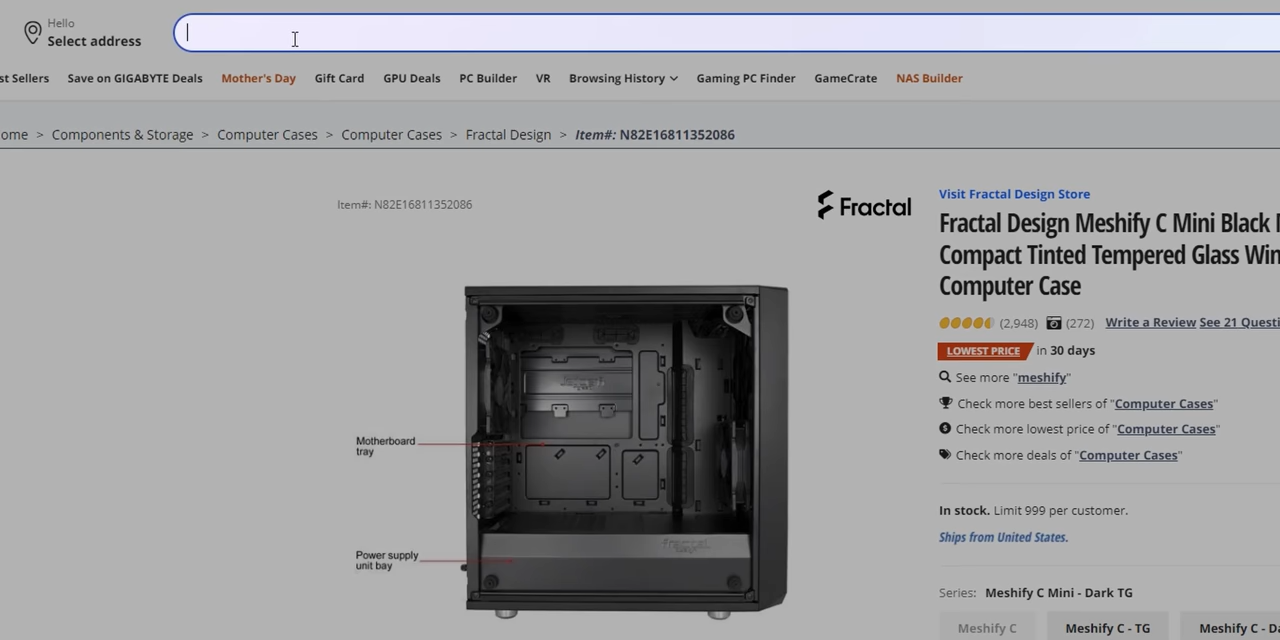 Hello
Select address
st Sellers Save on GIGABYTE Deals Mother's Day Gift Card GPU Deals PC Builder VR Browsing History Gaming PC Finder GameCrate NAS Builder
ome > Components & Storage > Computer Cases > Computer Cases > Fractal Design > Item#: N82E16811352086
Item#: N82E16811352086
Fractal
Motherboard
tray
Power supply
unit bay
Visit Fractal Design Store
Fractal Design Meshify C Mini Black
Compact Tinted Tempered Glass Win
Computer Case
(2,948) (272) Write a Review See 21 Questi
LOWEST PRICE in 30 days
See more "meshify"
Check more best sellers of "Computer Cases"
Check more lowest price of "Computer Cases"
Check more deals of "Computer Cases"
In stock. Limit 999 per customer.
Ships from United States.
Series: Meshify C Mini - Dark TG
Meshify C Meshify C - TG Meshify C - Da